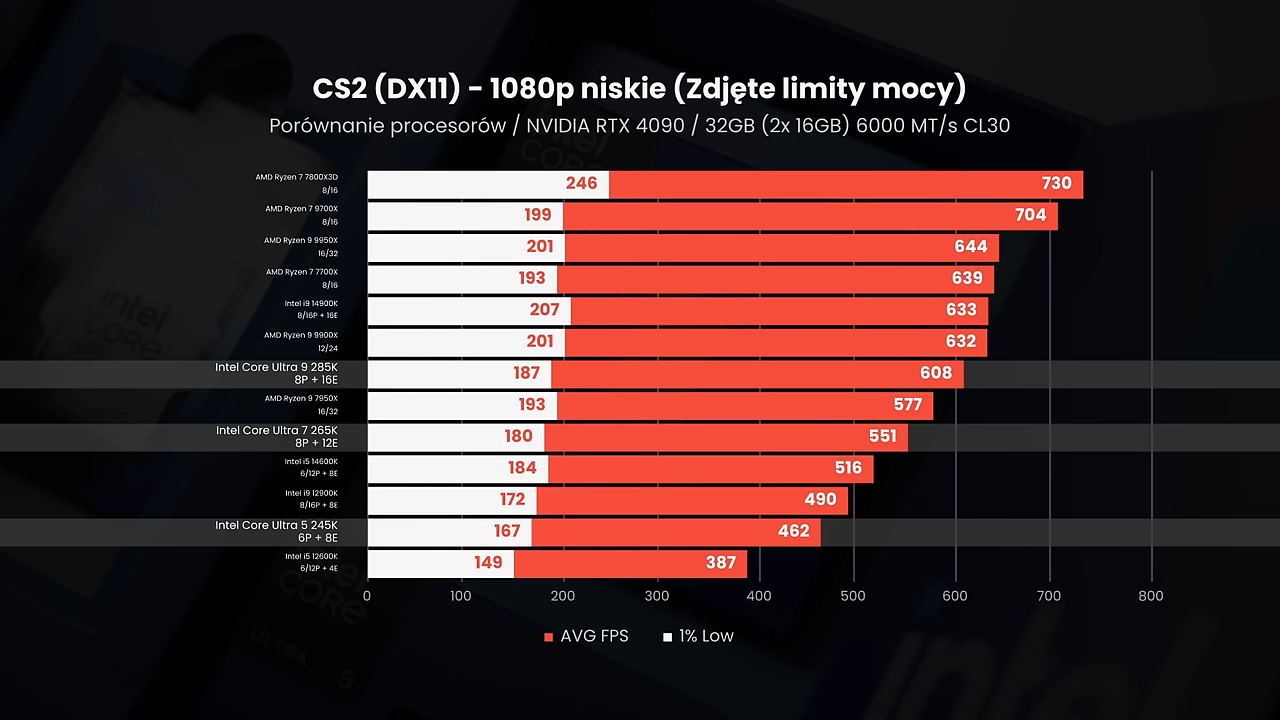 CS2 (DX11) - 1080p niskie (Zdjęte limity mocy)
Porównanie procesorów / NVIDIA RTX 4090 / 32GB (2x 16GB) 6000 MT/s CL30
AMD Ryzen 7 7800X3D
8/16
246
730
AMD Ryzen 7 9700X
8/16
199
704
AMD Ryzen 9 9950X
16/32
201
644
AMD Ryzen 7 7700X
8/16
193
639
Intel i9 14900K
8/16P + 16E
207
633
AMD Ryzen 9 9900X
12/24
201
632
Intel Core Ultra 9 285K
8P + 16E
187
608
AMD Ryzen 9 7950X
16/32
193
577
Intel Core Ultra 7 265K
8P + 12E
180
551
Intel i5 14600K
6/12P + 8E
184
516
Intel i9 12900K
8/16P + 8E
172
490
Intel Core Ultra 5 245K
6P + 8E
167
462
Intel i5 12600K
6/12P + 4E
149
387
0 100 200 300 400 500 600 700 800
AVG FPS 1% Low
intel
CORE
CORE
CORE
ULTRA
5
intel